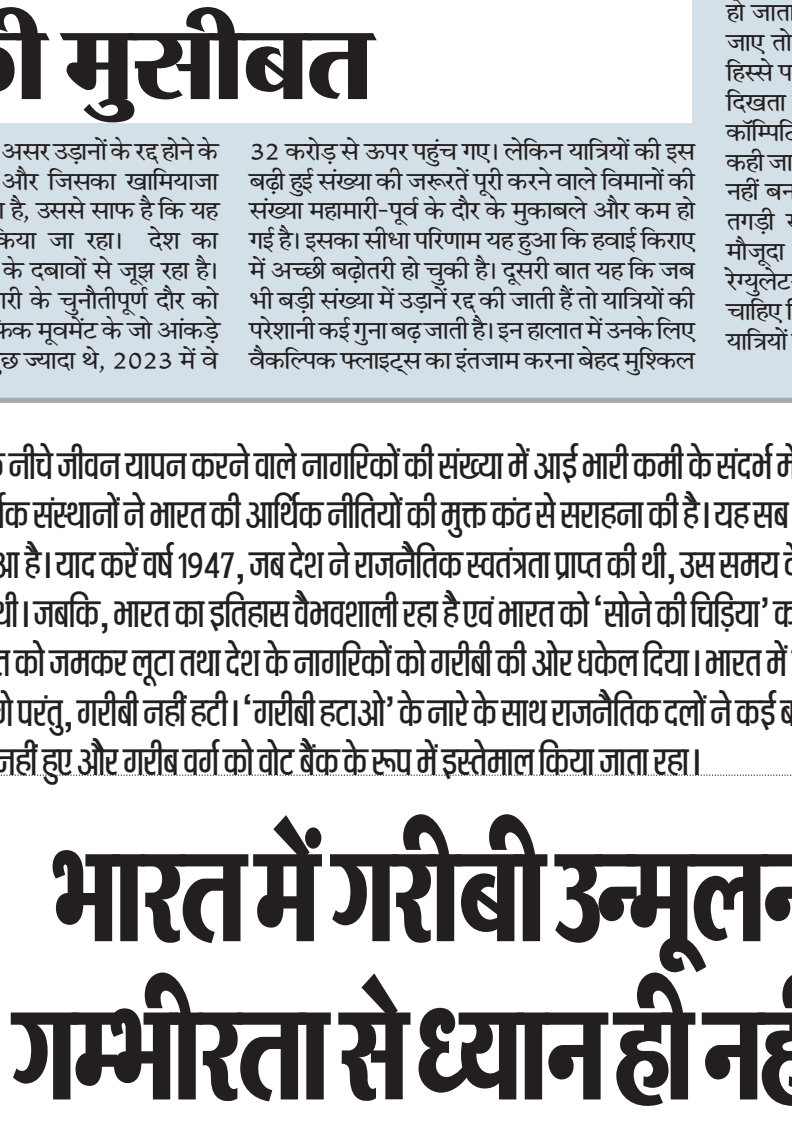 मुसीबत
असर उड़ानों के रद्द होने के
और जिसका खामियाजा
है, उससे साफ है कि यह
किया जा रहा। देश का
के दबावों से जूझ रहा है।
के चुनौतीपूर्ण दौर को
मूवमेंट के जो आंकड़े
ज्यादा थे, 2023 में वे
32 करोड़ से ऊपर पहुंच गए। लेकिन यात्रियों की इस
बढ़ी हुई संख्या की जरूरतें पूरी करने वाले विमानों की
संख्या महामारी-पूर्व के दौर के मुकाबले और कम हो
गई है। इसका सीधा परिणाम यह हुआ कि हवाई किराए
में अच्छी बढ़ोतरी हो चुकी है। दूसरी बात यह कि जब
भी बड़ी संख्या में उड़ानें रद्द की जाती हैं तो यात्रियों की
परेशानी कई गुना बढ़ जाती है। इन हालात में उनके लिए
वैकल्पिक फ्लाइट्स का इंतजाम करना बेहद मुश्किल
हो जाता
जाए तो
हिस्से
दिखता
कही जा
नहीं
तगड़ी
मौजूदा
चाहिए
यात्रियों
नीचे जीवन यापन करने वाले नागरिकों की संख्या में आई भारी कमी के संदर्भ में
संस्थानों ने भारत की आर्थिक नीतियों की मुक्त कंठ से सराहना की है। यह सब
है। याद करें वर्ष 1947, जब देश ने राजनैतिक स्वतंत्रता प्राप्त की थी, उस समय
थी। जबकि, भारत का इतिहास वैभवशाली रहा है एवं भारत को ‘सोने की चिड़िया’
को जमकर लूटा तथा देश के नागरिकों को गरीबी की ओर धकेल दिया। भारत में
परंतु, गरीबी नहीं हटी। ‘गरीबी हटाओ’ के नारे के साथ राजनैतिक दलों ने कई
नहीं हुए और गरीब वर्ग को वोट बैंक के रूप में इस्तेमाल किया जाता रहा।
भारत में गरीबी उन्मूलन
गम्भीरता से ध्यान ही